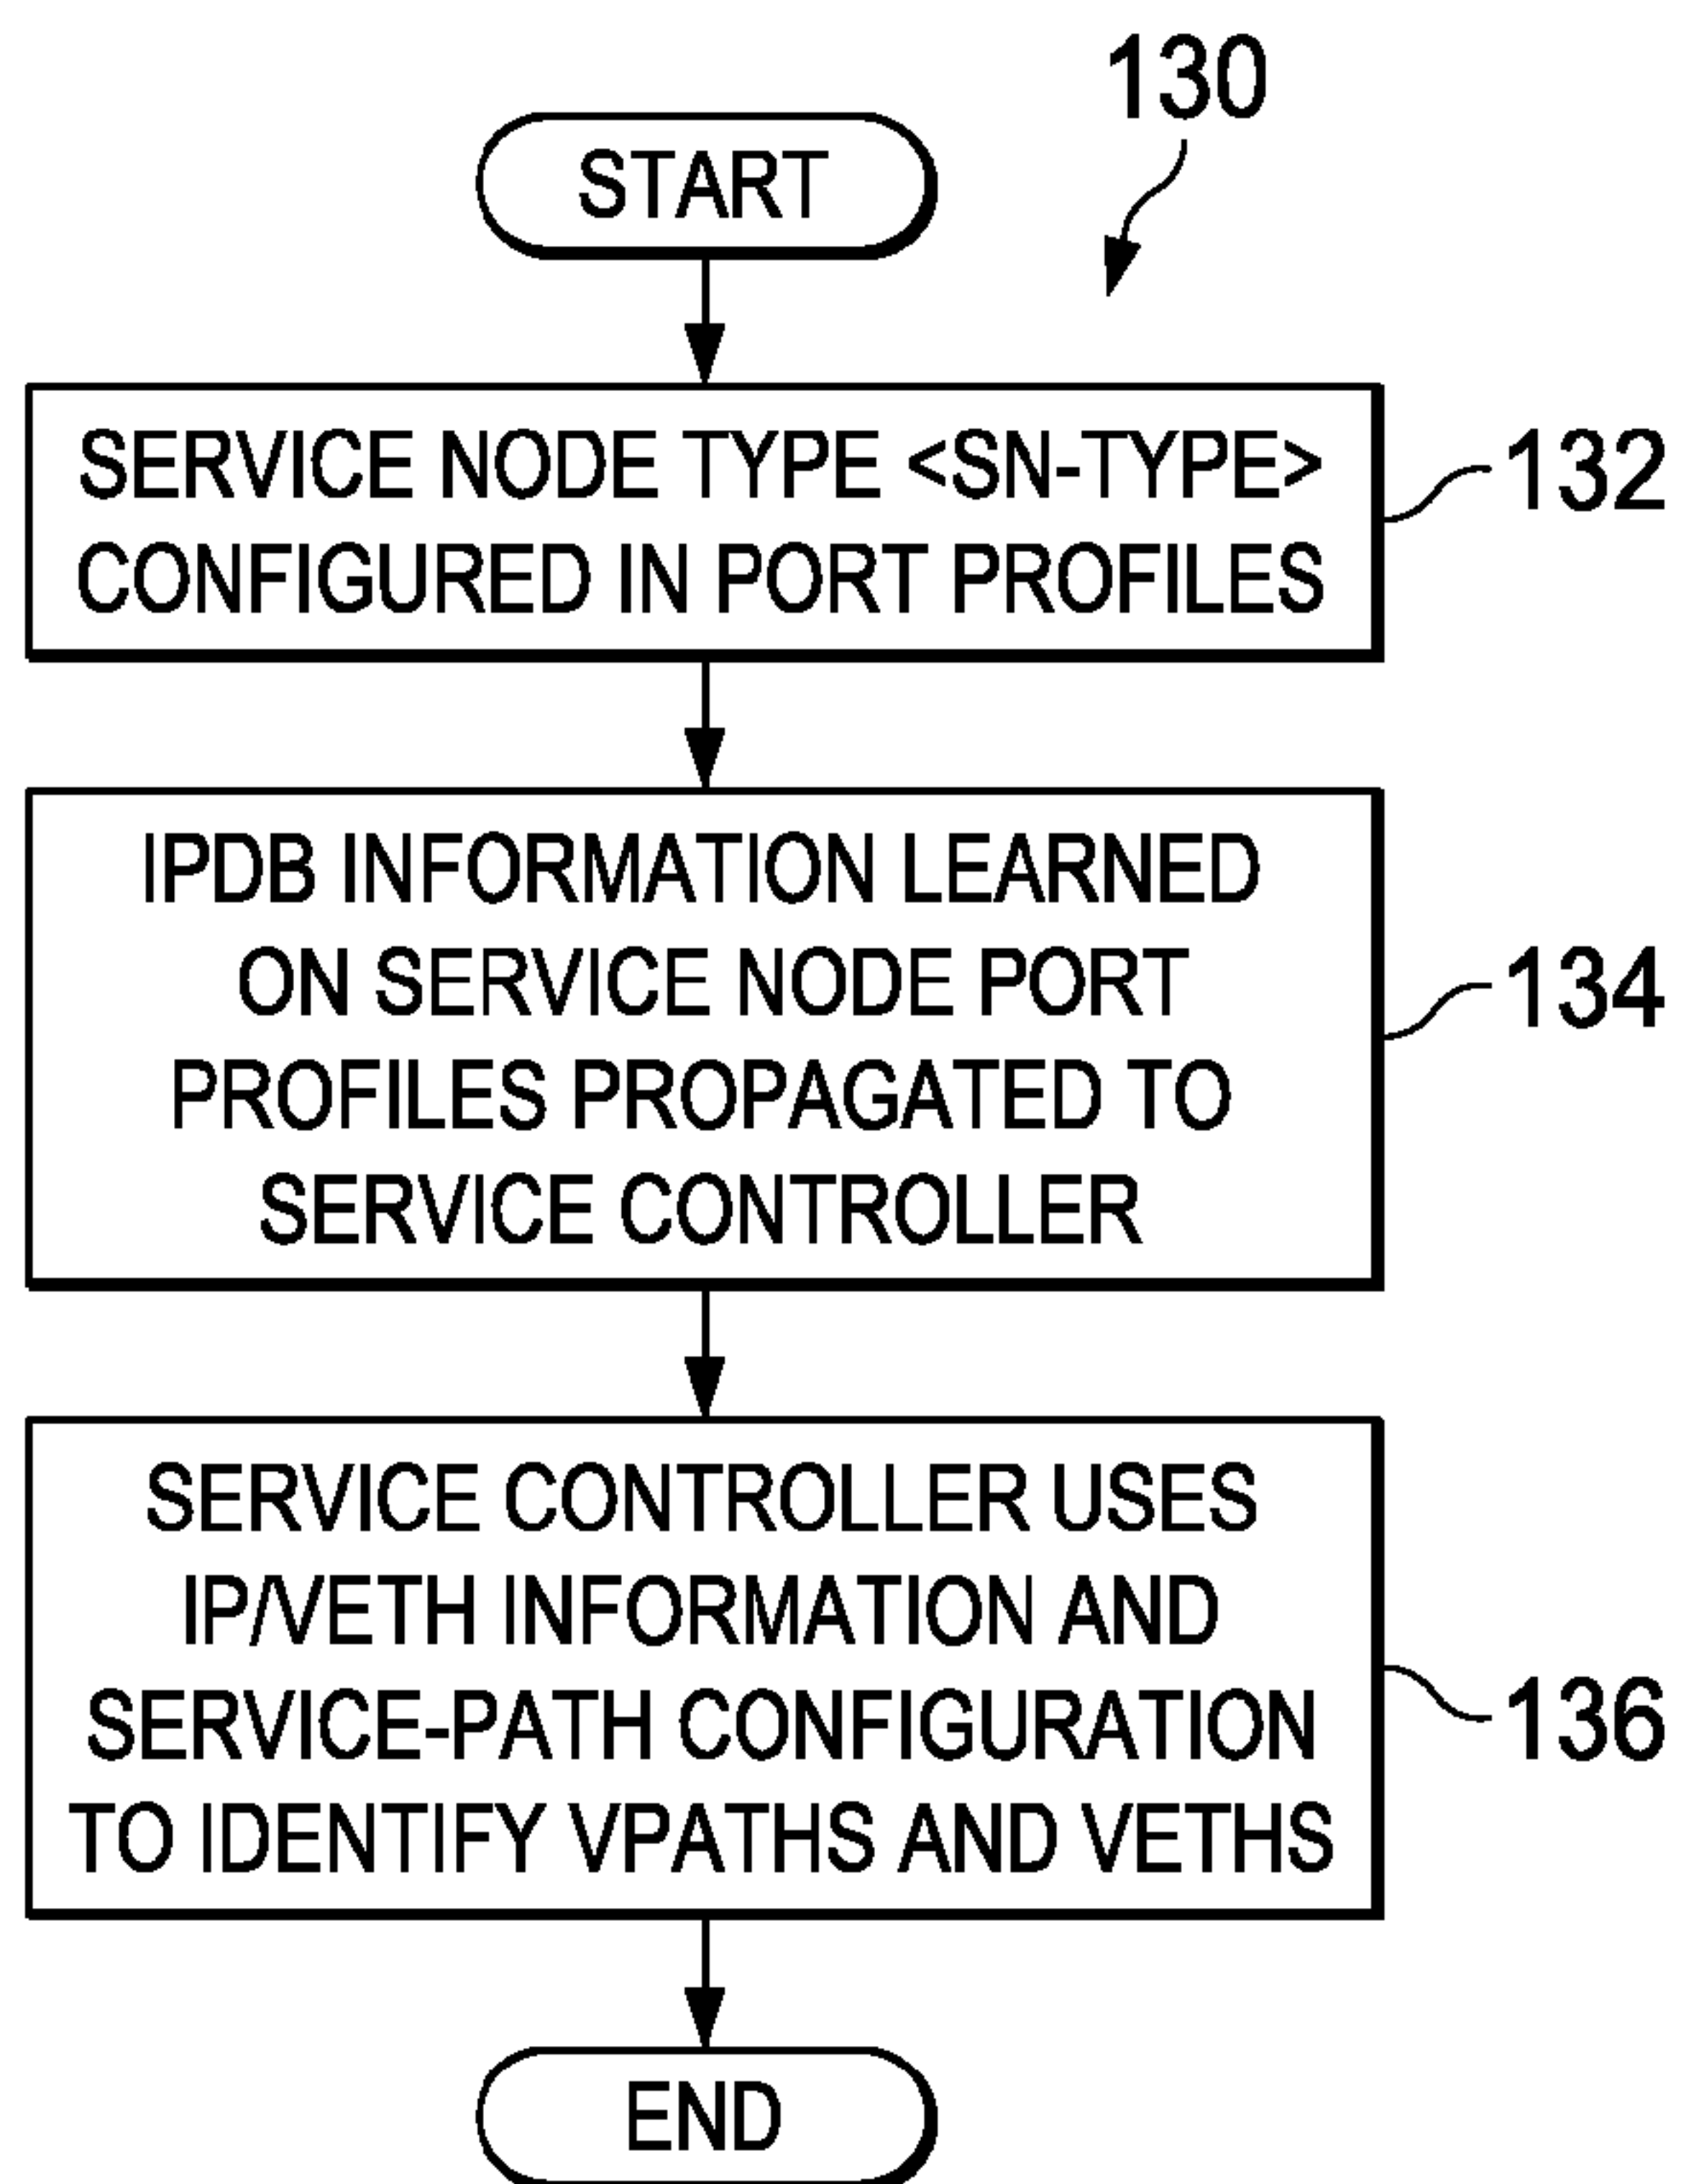 130
START
SERVICE NODE TYPE <SN-TYPE>
CONFIGURED IN PORT PROFILES
132
IPDB INFORMATION LEARNED
ON SERVICE NODE PORT
PROFILES PROPAGATED TO
SERVICE CONTROLLER
134
SERVICE CONTROLLER USES
IP/VETH INFORMATION AND
SERVICE-PATH CONFIGURATION
TO IDENTIFY VPATHS AND VETHS
136
END